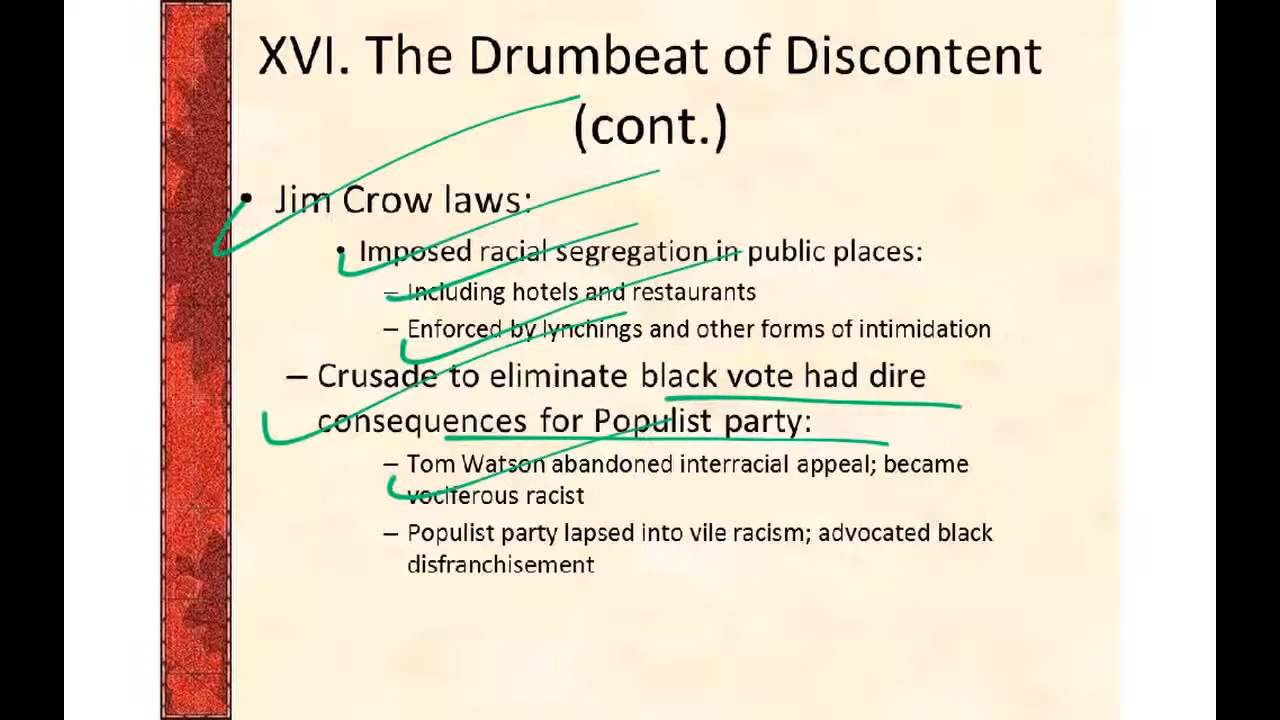 XVI. The Drumbeat of Discontent
(cont.)
• Jim Crow laws:
• Imposed racial segregation in public places:
– Including hotels and restaurants
– Enforced by lynchings and other forms of intimidation
– Crusade to eliminate black vote had dire
consequences for Populist party:
– Tom Watson abandoned interracial appeal; became
vociferous racist
– Populist party lapsed into vile racism; advocated black
disfranchisement